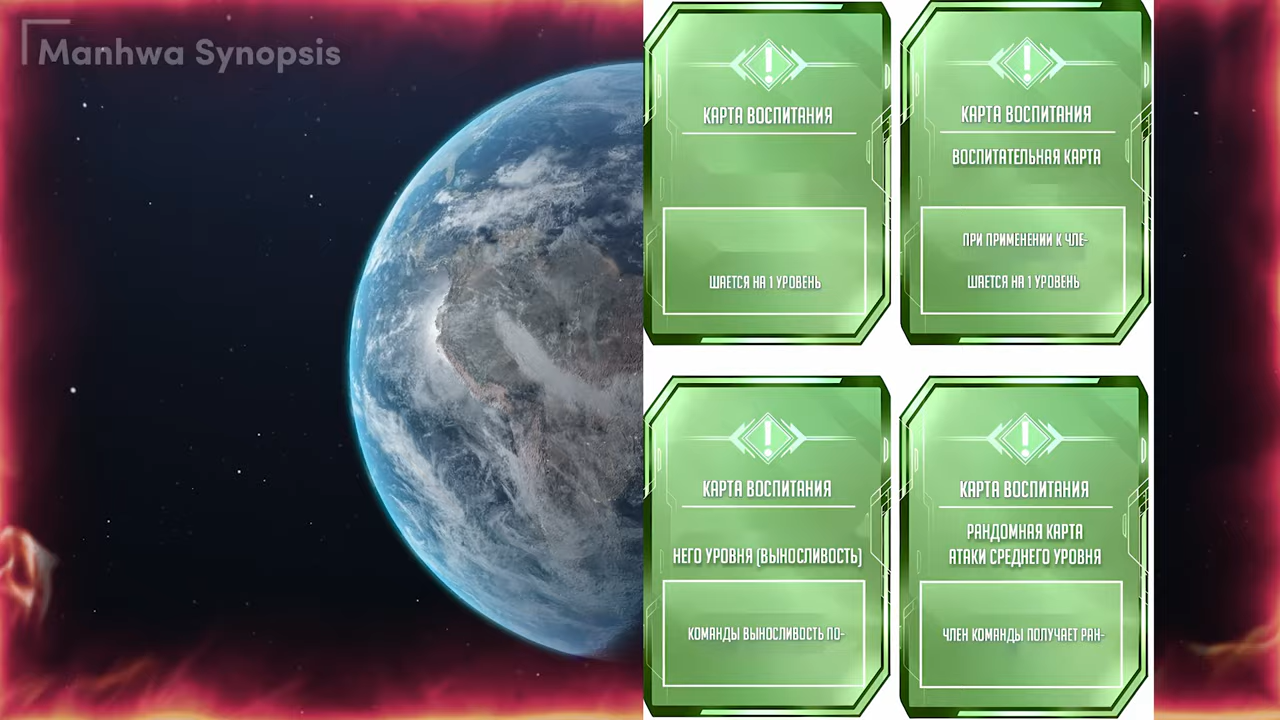 Manhwa Synopsis
КАРТА ВОСПИТАНИЯ
ШАЕТСЯ НА 1 УРОВЕНЬ
КАРТА ВОСПИТАНИЯ
ВОСПИТАТЕЛЬНАЯ КАРТА
ПРИ ПРИМЕНЕНИИ К ЧЛЕ-
ШАЕТСЯ НА 1 УРОВЕНЬ
КАРТА ВОСПИТАНИЯ
НЕГО УРОВНЯ (ВЫНОСЛИВОСТЬ)
КОМАНДЫ ВЫНОСЛИВОСТЬ ПО-
КАРТА ВОСПИТАНИЯ
РАНДОМНАЯ КАРТА
АТАКИ СРЕДНЕГО УРОВНЯ
ЧЛЕН КОМАНДЫ ПОЛУЧАЕТ РАН-